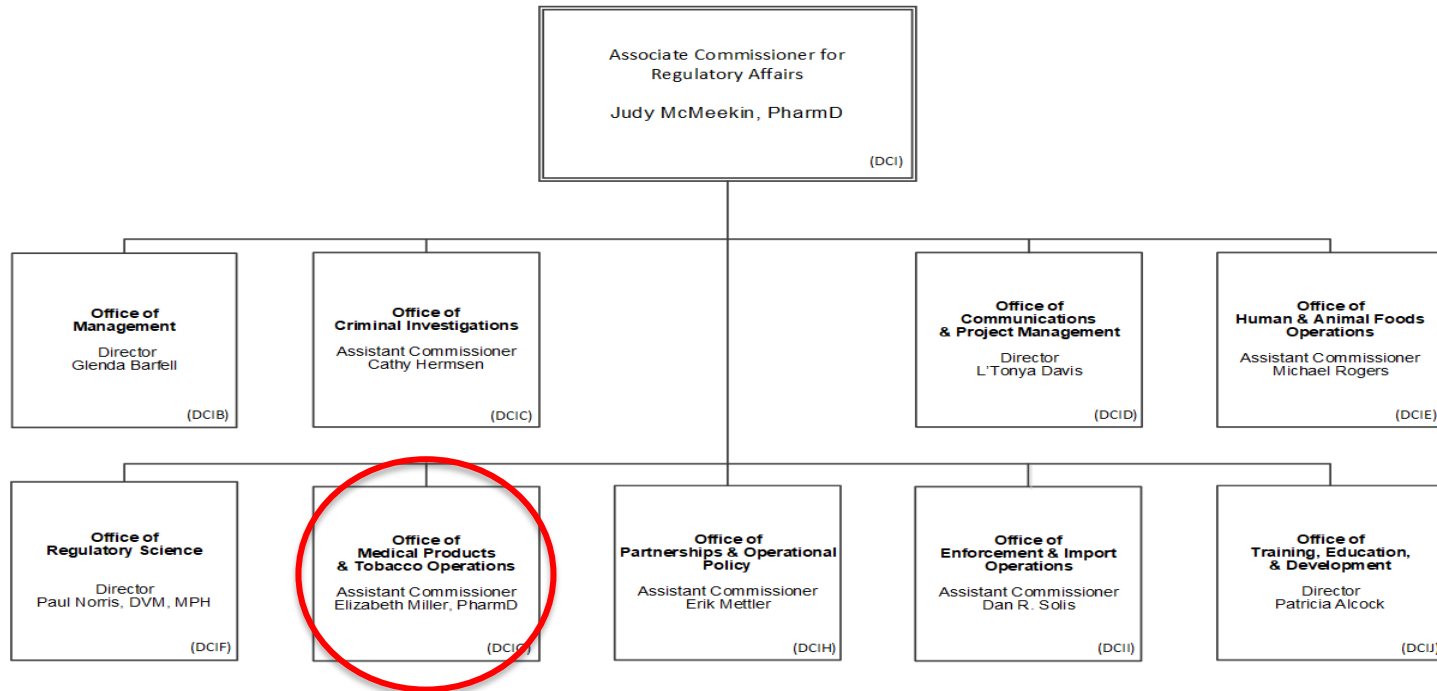 Associate Commissioner for
Regulatory Affairs
Judy McMeekin, PharmD
(DCI)
Office of
Management
Director
Glenda Barfell
(DCIB)
Office of
Criminal Investigations
Assistant Commissioner
Cathy Hermsen
(DCIC)
Office of
Communications
& Project Management
Director
L'Tonya Davis
(DCID)
Office of
Human & Animal Foods
Operations
Assistant Commissioner
Michael Rogers
(DCIE)
Office of
Regulatory Science
Director
Paul Norris, DVM, MPH
(DCIF)
Office of
Medical Products
& Tobacco Operations
Assistant Commissioner
Elizabeth Miller, PharmD
(DCIG)
Office of
Partnerships & Operational
Policy
Assistant Commissioner
Erik Mettler
(DCIH)
Office of
Enforcement & Import
Operations
Assistant Commissioner
Dan R. Solis
(DCII)
Office of
Training, Education,
& Development
Director
Patricia Alcock
(DCIJ)